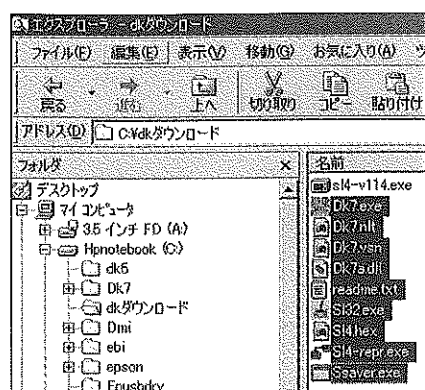 エクスプローラ - dkダウンロード
ファイル(F) 編集(E) 表示(V) 移動(G) お気に入り(A) ツ
戻る 進む 上へ 切り取り コピー 貼り付け
アドレス(D) C:¥dkダウンロード
フォルダ
デスクトップ
マイ コンピュータ
3.5 インチ FD (A:)
Hpnotebook (C:)
dk6
Dk7
dkダウンロード
Dmi
ebi
epson
Epusbdrv
名前
sl4-v114.exe
Dk7.exe
Dk7.nlt
Dk7.vsn
Dk7adlt
readme.txt
Sl32.exe
Sl4.hex
Sl4-repr.exe
Ssaver.exe